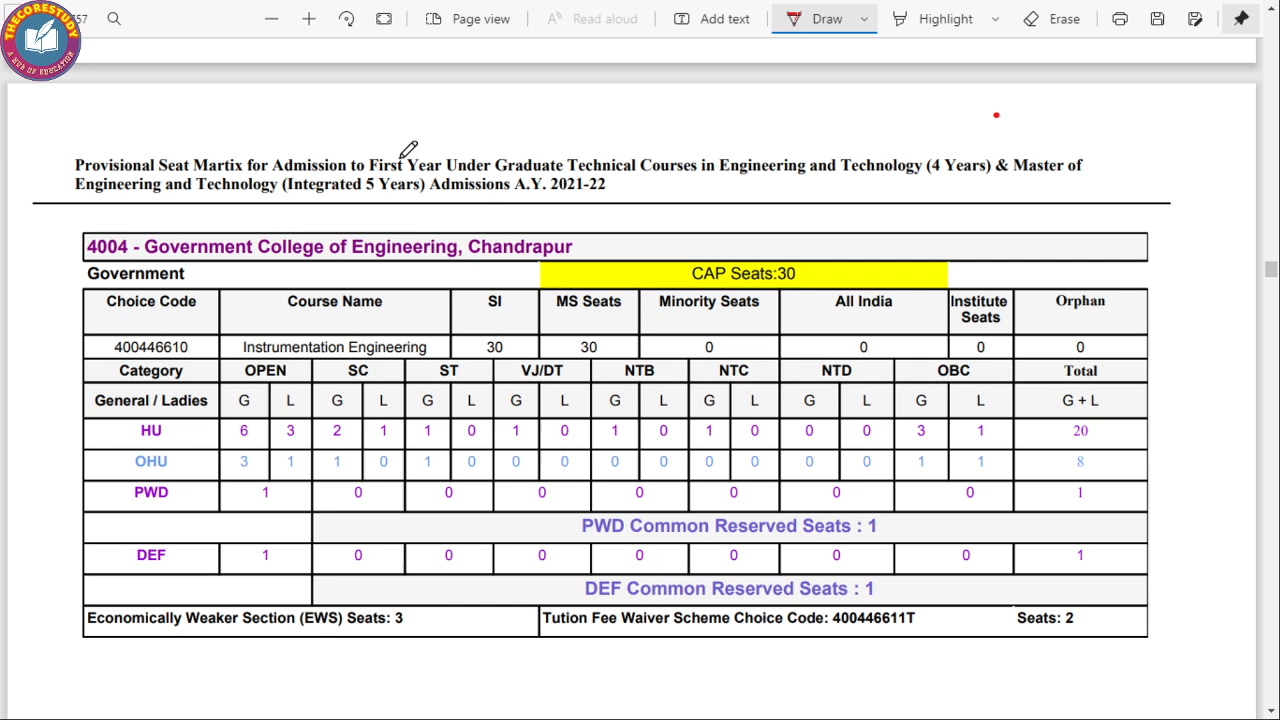 THECORESTUDY
A HUB OF EDUCATION
57
Page view
Read aloud
Add text
Draw
Highlight
Erase
Provisional Seat Martix for Admission to First Year Under Graduate Technical Courses in Engineering and Technology (4 Years) & Master of
Engineering and Technology (Integrated 5 Years) Admissions A.Y. 2021-22
4004 - Government College of Engineering, Chandrapur
Government CAP Seats:30
Choice Code Course Name SI MS Seats Minority Seats All India Institute Seats Orphan
400446610 Instrumentation Engineering 30 30 0 0 0 0
Category OPEN SC ST VJ/DT NTB NTC NTD OBC Total
General / Ladies G L G L G L G L G L G L G L G L G + L
HU 6 3 2 1 1 0 1 0 1 0 1 0 0 0 3 1 20
OHU 3 1 1 0 1 0 0 0 0 0 0 0 0 0 1 1 8
PWD 1 0 0 0 0 0 0 0 1
PWD Common Reserved Seats : 1
DEF 1 0 0 0 0 0 0 0 1
DEF Common Reserved Seats : 1
Economically Weaker Section (EWS) Seats: 3 Tution Fee Waiver Scheme Choice Code: 400446611T Seats: 2